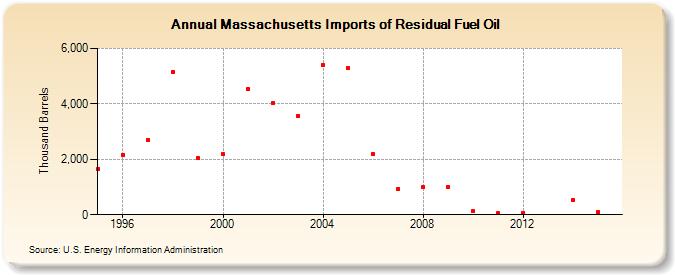 Annual Massachusetts Imports of Residual Fuel Oil
Thousand Barrels
6,000
4,000
2,000
0
1996 2000 2004 2008 2012
Source: U.S. Energy Information Administration